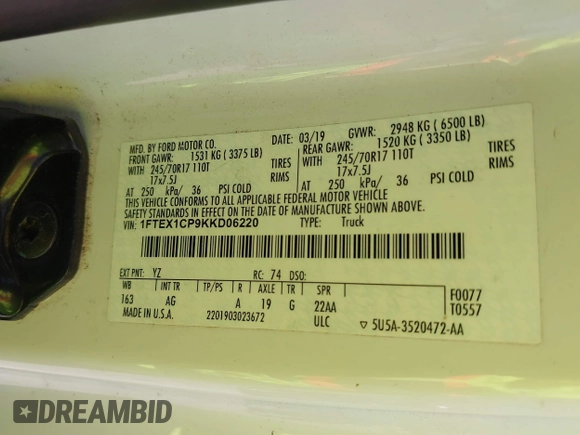 MFD. BY FORD MOTOR CO.
DATE: 03/19 GVWR: 2948 KG ( 6500 LB)
FRONT GAWR: 1531 KG ( 3375 LB) REAR GAWR: 1520 KG ( 3350 LB)
WITH 245/70R17 110T TIRES WITH 245/70R17 110T TIRES
17x7.5J RIMS 17x7.5J RIMS
AT 250 kPa/ 36 PSI COLD AT 250 kPa/ 36 PSI COLD
THIS VEHICLE CONFORMS TO ALL APPLICABLE FEDERAL MOTOR VEHICLE
SAFETY STANDARDS IN EFFECT ON THE DATE OF MANUFACTURE SHOWN ABOVE.
VIN: 1FTEX1CP9KKD06220 TYPE: Truck
EXT PNT: YZ RC: 74 DSO:
WB INT TR TP/PS R AXLE TR SPR F0077
163 AG A 19 G 22AA T0557
MADE IN U.S.A. 2201903023672 ULC ▽ 5U5A-3520472-AA
DREAMBID